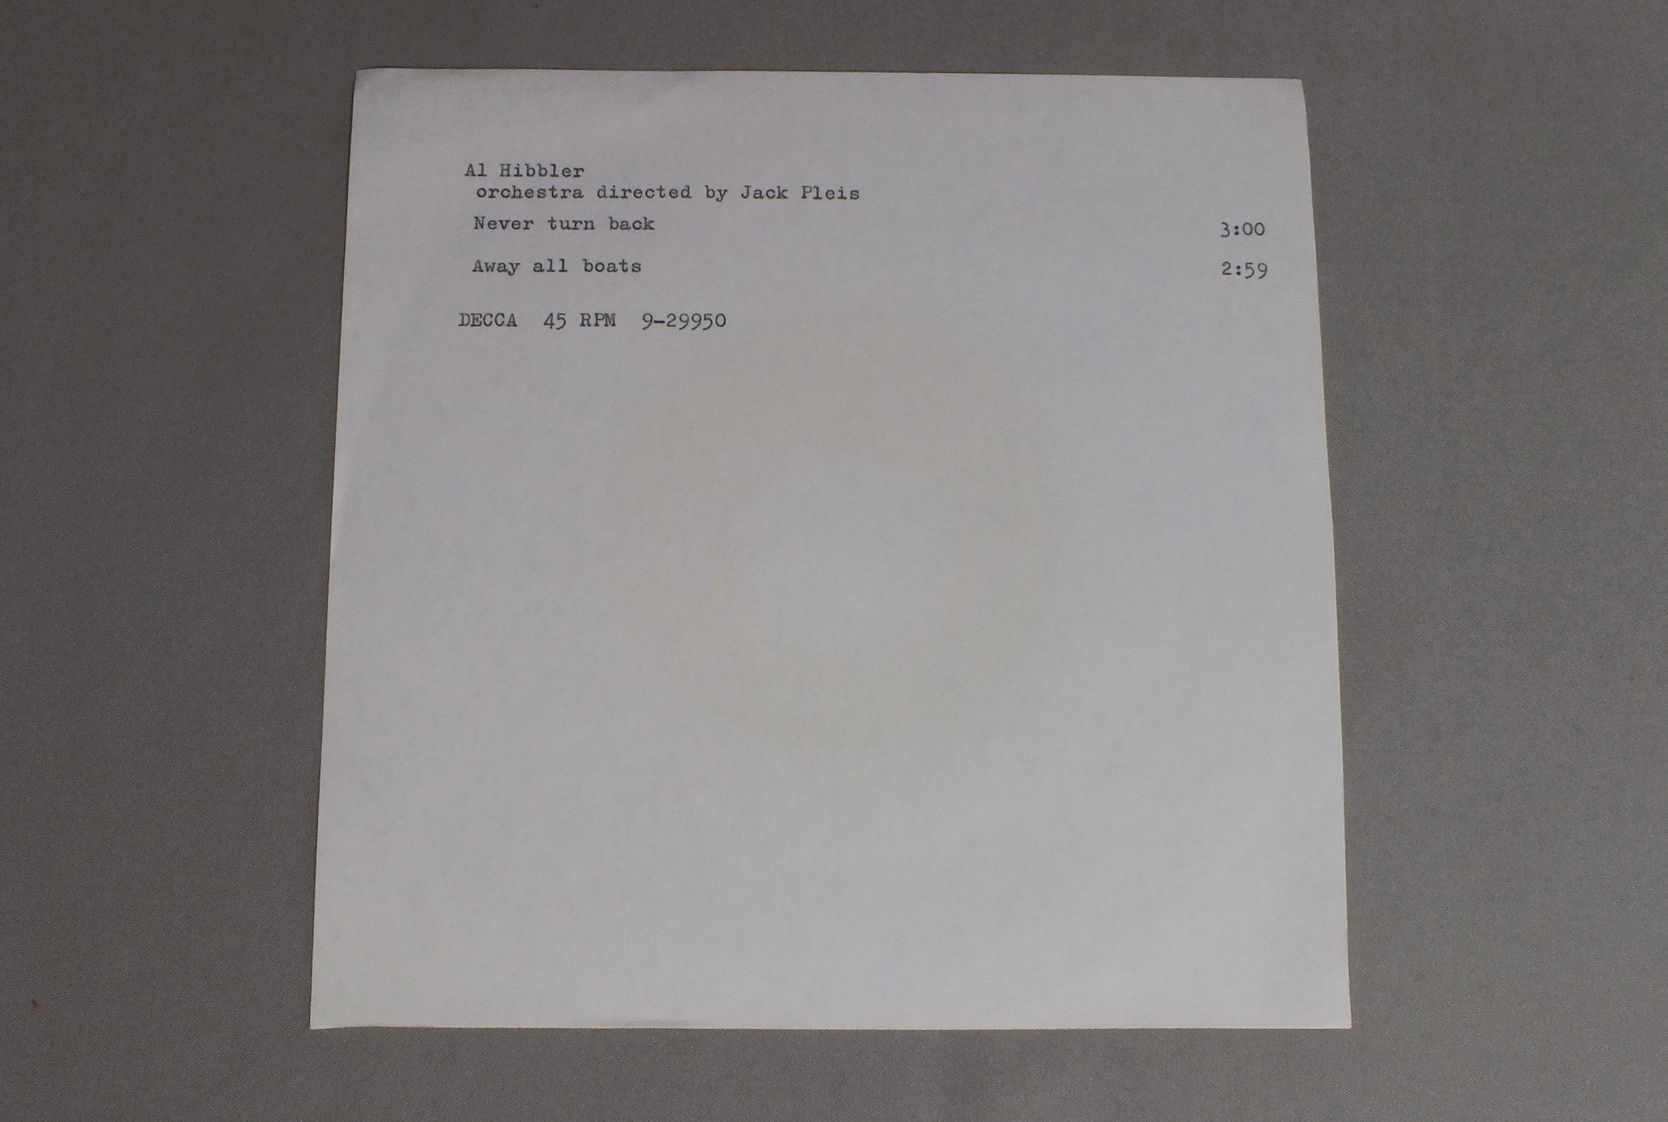 Al Hibbler
orchestra directed by Jack Pleis
Never turn back 3:00
Away all boats 2:59
DECCA 45 RPM 9-29950